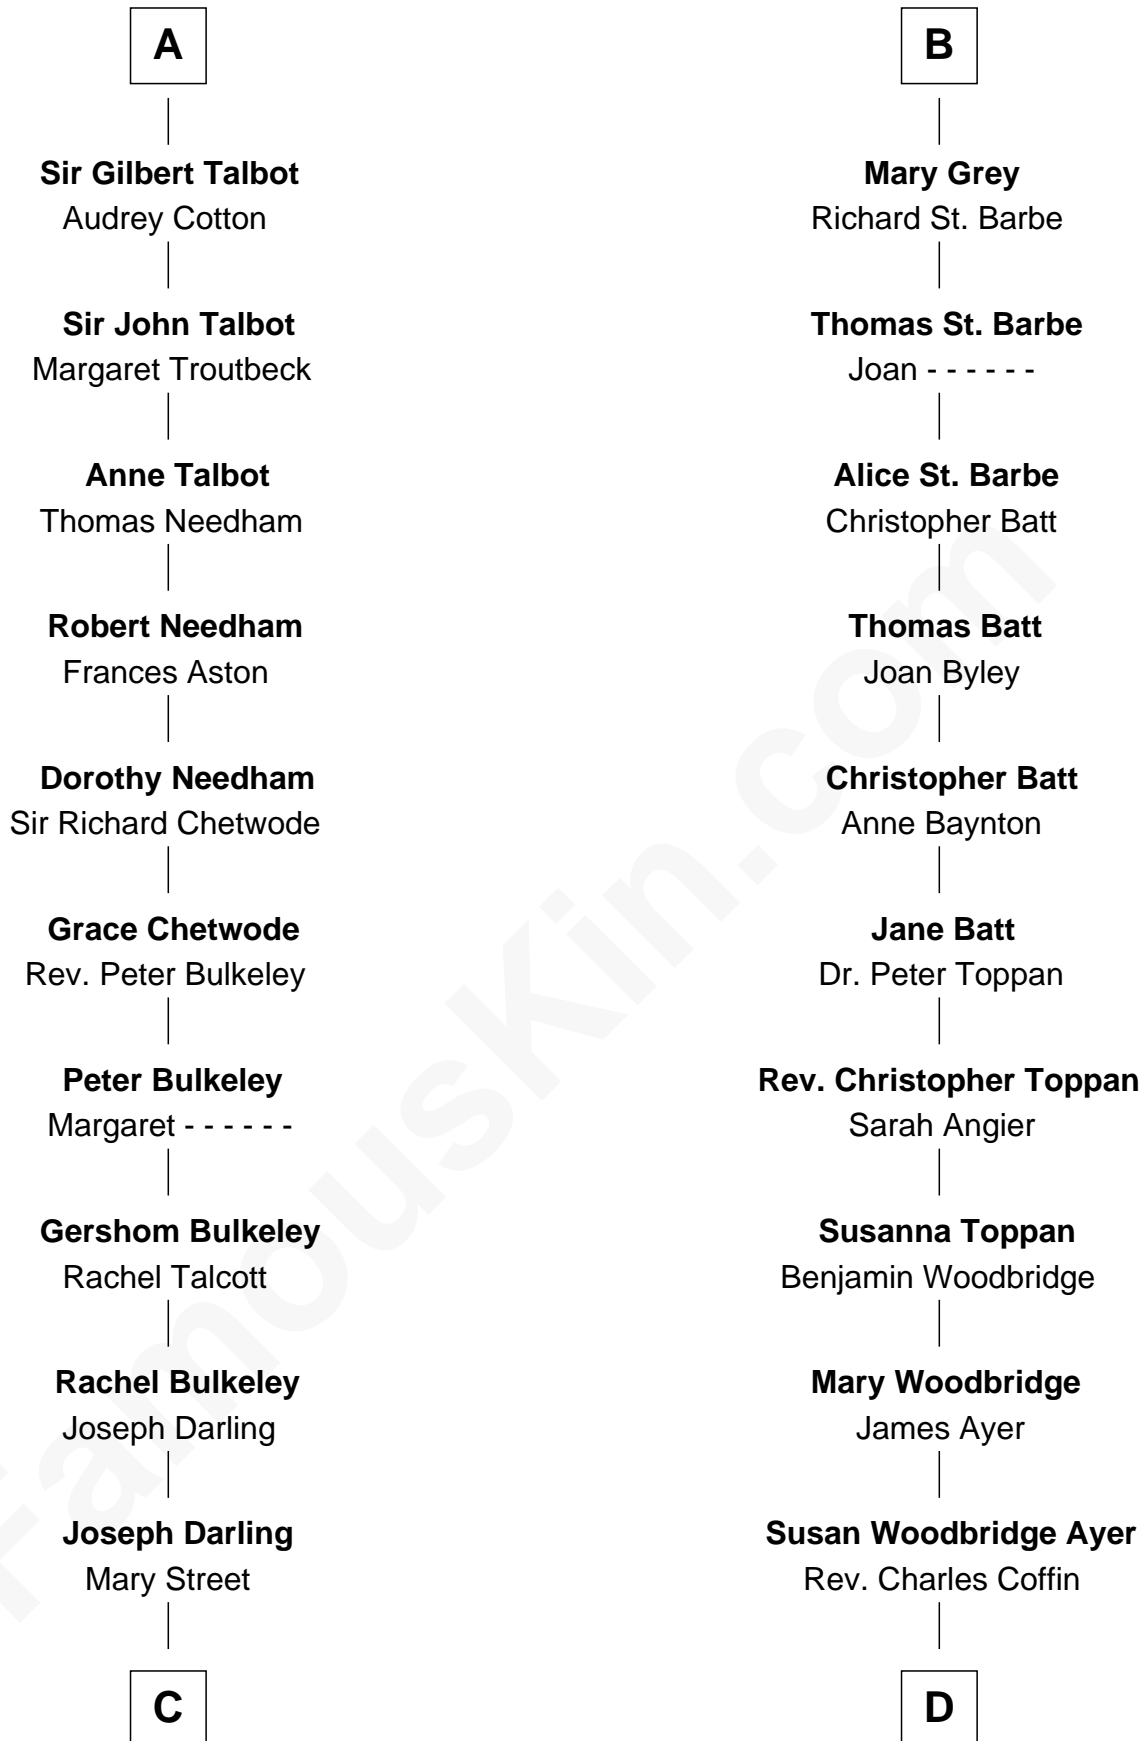 A
Sir Gilbert Talbot
Audrey Cotton
Sir John Talbot
Margaret Troutbeck
Anne Talbot
Thomas Needham
Robert Needham
Frances Aston
Dorothy Needham
Sir Richard Chetwode
Grace Chetwode
Rev. Peter Bulkeley
Peter Bulkeley
Margaret - - - - - -
Gershom Bulkeley
Rachel Talcott
Rachel Bulkeley
Joseph Darling
Joseph Darling
Mary Street
C
B
Mary Grey
Richard St. Barbe
Thomas St. Barbe
Joan - - - - - -
Alice St. Barbe
Christopher Batt
Thomas Batt
Joan Byley
Christopher Batt
Anne Baynton
Jane Batt
Dr. Peter Toppan
Rev. Christopher Toppan
Sarah Angier
Susanna Toppan
Benjamin Woodbridge
Mary Woodbridge
James Ayer
Susan Woodbridge Ayer
Rev. Charles Coffin
D
FamousKin.com